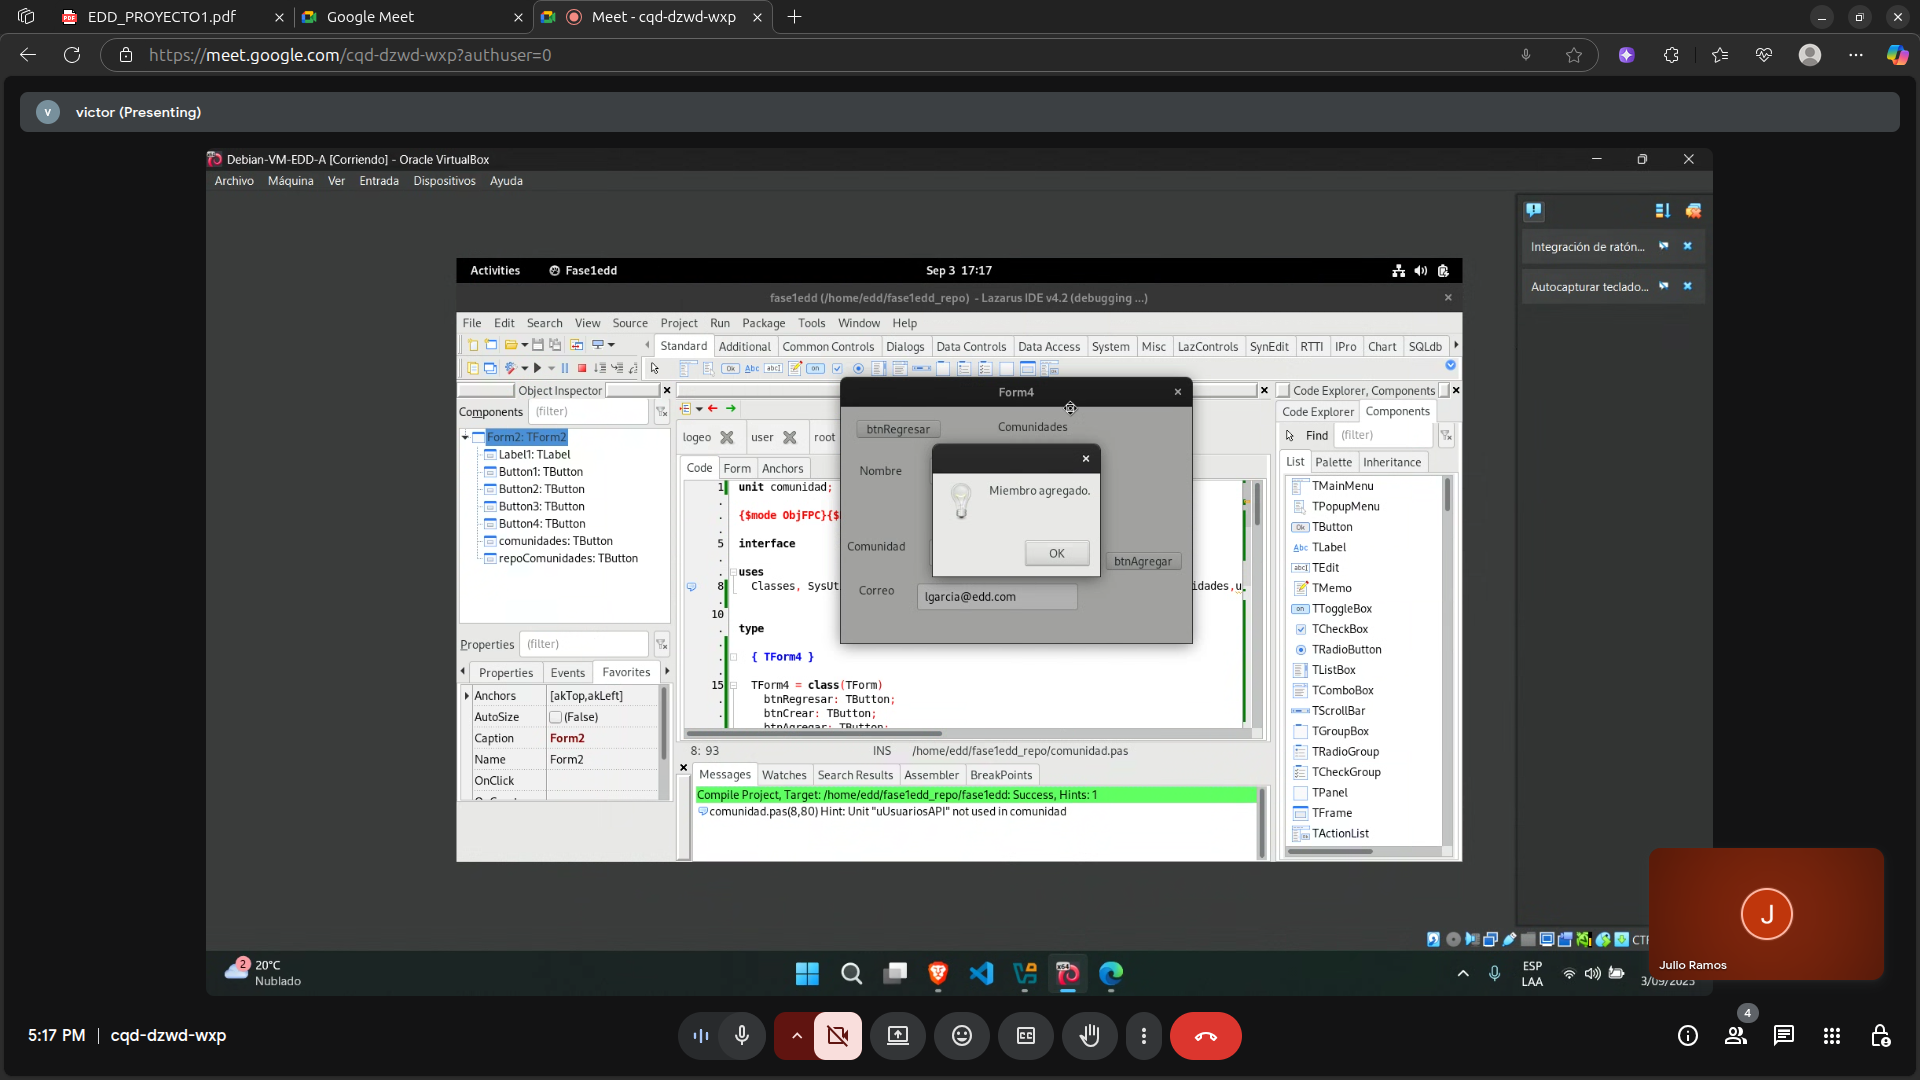 EDD_PROYECTO1.pdf
Google Meet
Meet - cqd-dzwd-wxp
https://meet.google.com/cqd-dzwd-wxp?authuser=0
v victor (Presenting)
Debian-VM-EDD-A [Corriendo] - Oracle VirtualBox
Archivo Máquina Ver Entrada Dispositivos Ayuda
Integración de ratón...
Autocapturar teclado...
Activities Fase1edd Sep 3 17:17
fase1edd (/home/edd/fase1edd_repo) - Lazarus IDE v4.2 (debugging ...)
File Edit Search View Source Project Run Package Tools Window Help
Standard Additional Common Controls Dialogs Data Controls Data Access System Misc LazControls SynEdit RTTI IPro Chart SQLdb
Object Inspector
Components (filter)
Form2: TForm2
Label1: TLabel
Button1: TButton
Button2: TButton
Button3: TButton
Button4: TButton
comunidades: TButton
repoComunidades: TButton
Properties (filter)
Properties Events Favorites
Anchors [akTop,akLeft]
AutoSize (False)
Caption Form2
Name Form2
OnClick
logeo user root
Code Form Anchors
1 unit comunidad;
{$mode ObjFPC}{$
5 interface
uses
8 Classes, SysUt idades,u
10
type
{ TForm4 }
15 TForm4 = class(TForm)
btnRegresar: TButton;
btnCrear: TButton;
btnAgregar: TButton;
8: 93 INS /home/edd/fase1edd_repo/comunidad.pas
Form4
btnRegresar Comunidades
Nombre
Comunidad
btnAgregar
Correo lgarcia@edd.com
Miembro agregado.
OK
Messages Watches Search Results Assembler BreakPoints
Compile Project, Target: /home/edd/fase1edd_repo/fase1edd: Success, Hints: 1
comunidad.pas(8,80) Hint: Unit "uUsuariosAPI" not used in comunidad
Code Explorer, Components
Code Explorer Components
Find (filter)
List Palette Inheritance
TMainMenu
TPopupMenu
Ok TButton
Abc TLabel
abc TEdit
TMemo
on TToggleBox
TCheckBox
TRadioButton
TListBox
TComboBox
TScrollBar
TGroupBox
TRadioGroup
TCheckGroup
TPanel
TFrame
TActionList
2 20°C
Nublado
ESP
LAA
3/09/2025
J
Julio Ramos
5:17 PM | cqd-dzwd-wxp
4